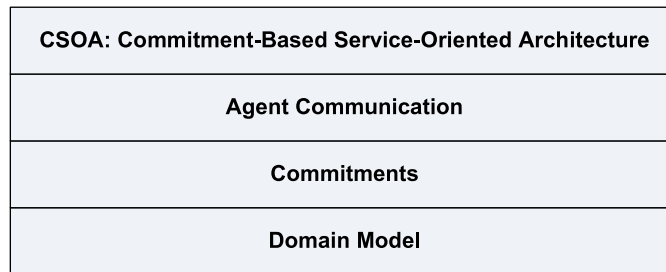 CSOA: Commitment-Based Service-Oriented Architecture
Agent Communication
Commitments
Domain Model